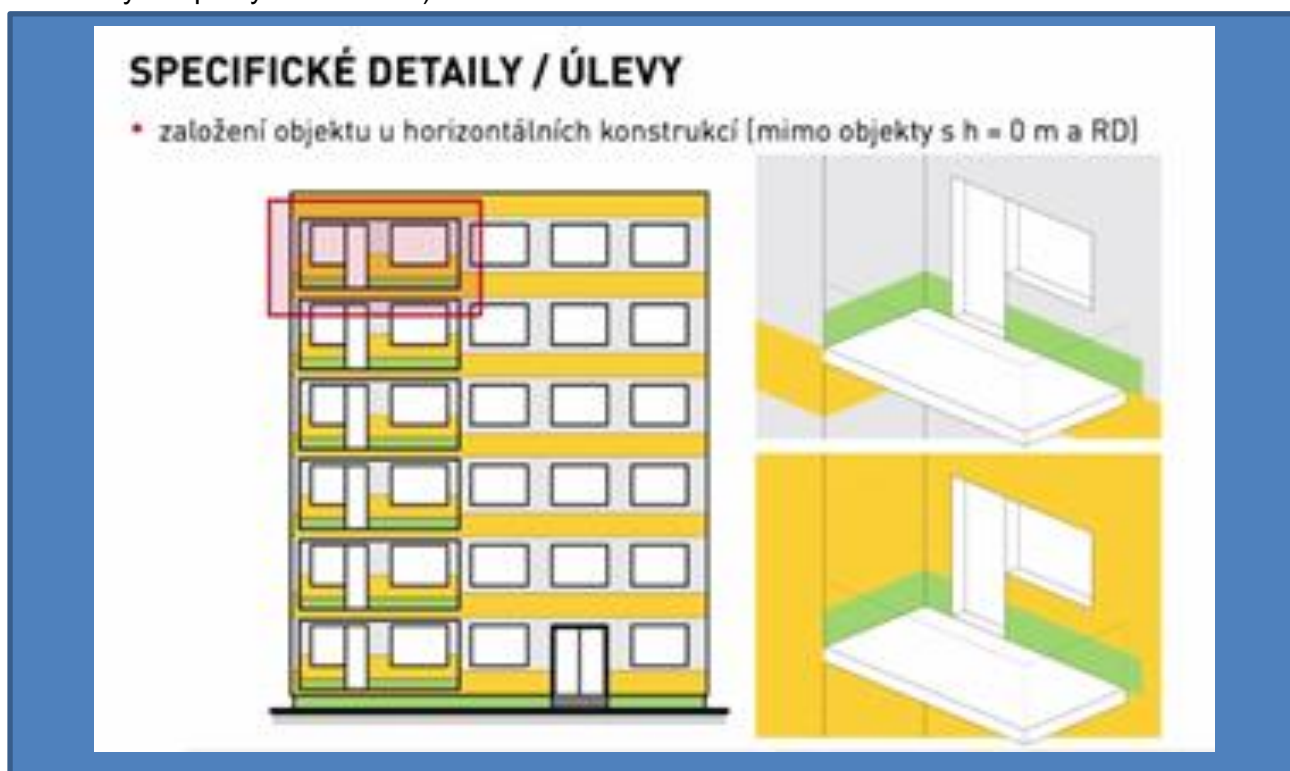 SPECIFICKÉ DETAILY / ÚLEVY
• založení objektu u horizontálních konstrukcí (mimo objekty s h = 0 m a RD)